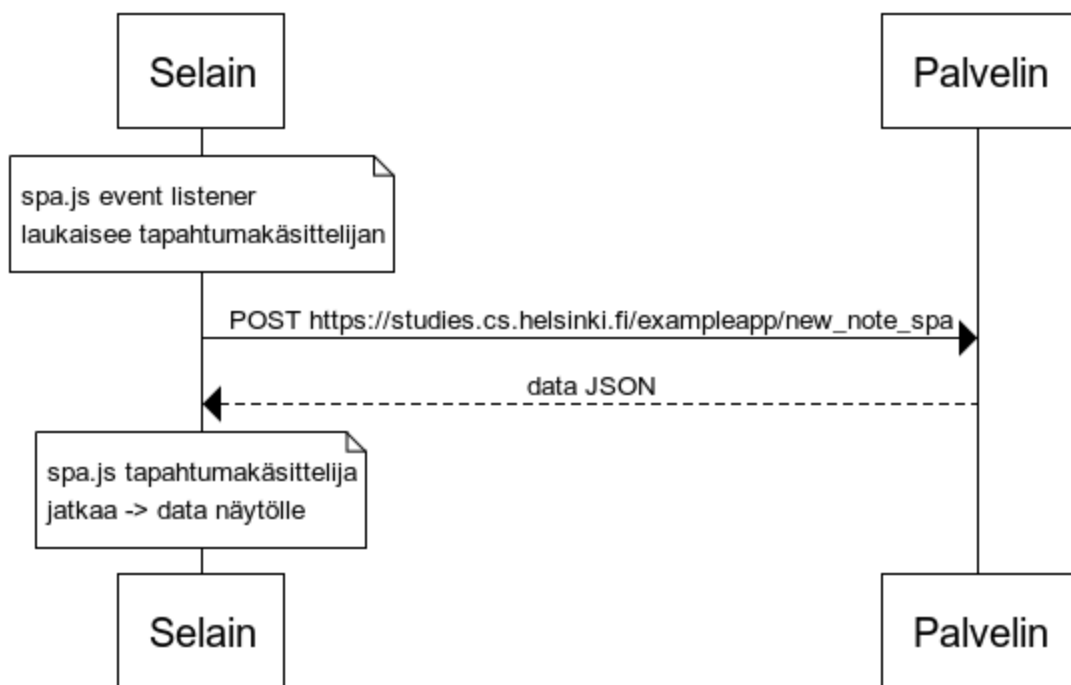 Selain
Palvelin
spa.js event listener
laukaisee tapahtumakäsittelijan
POST https://studies.cs.helsinki.fi/exampleapp/new_note_spa
data JSON
spa.js tapahtumakäsittelija
jatkaa -> data näytölle
Selain
Palvelin